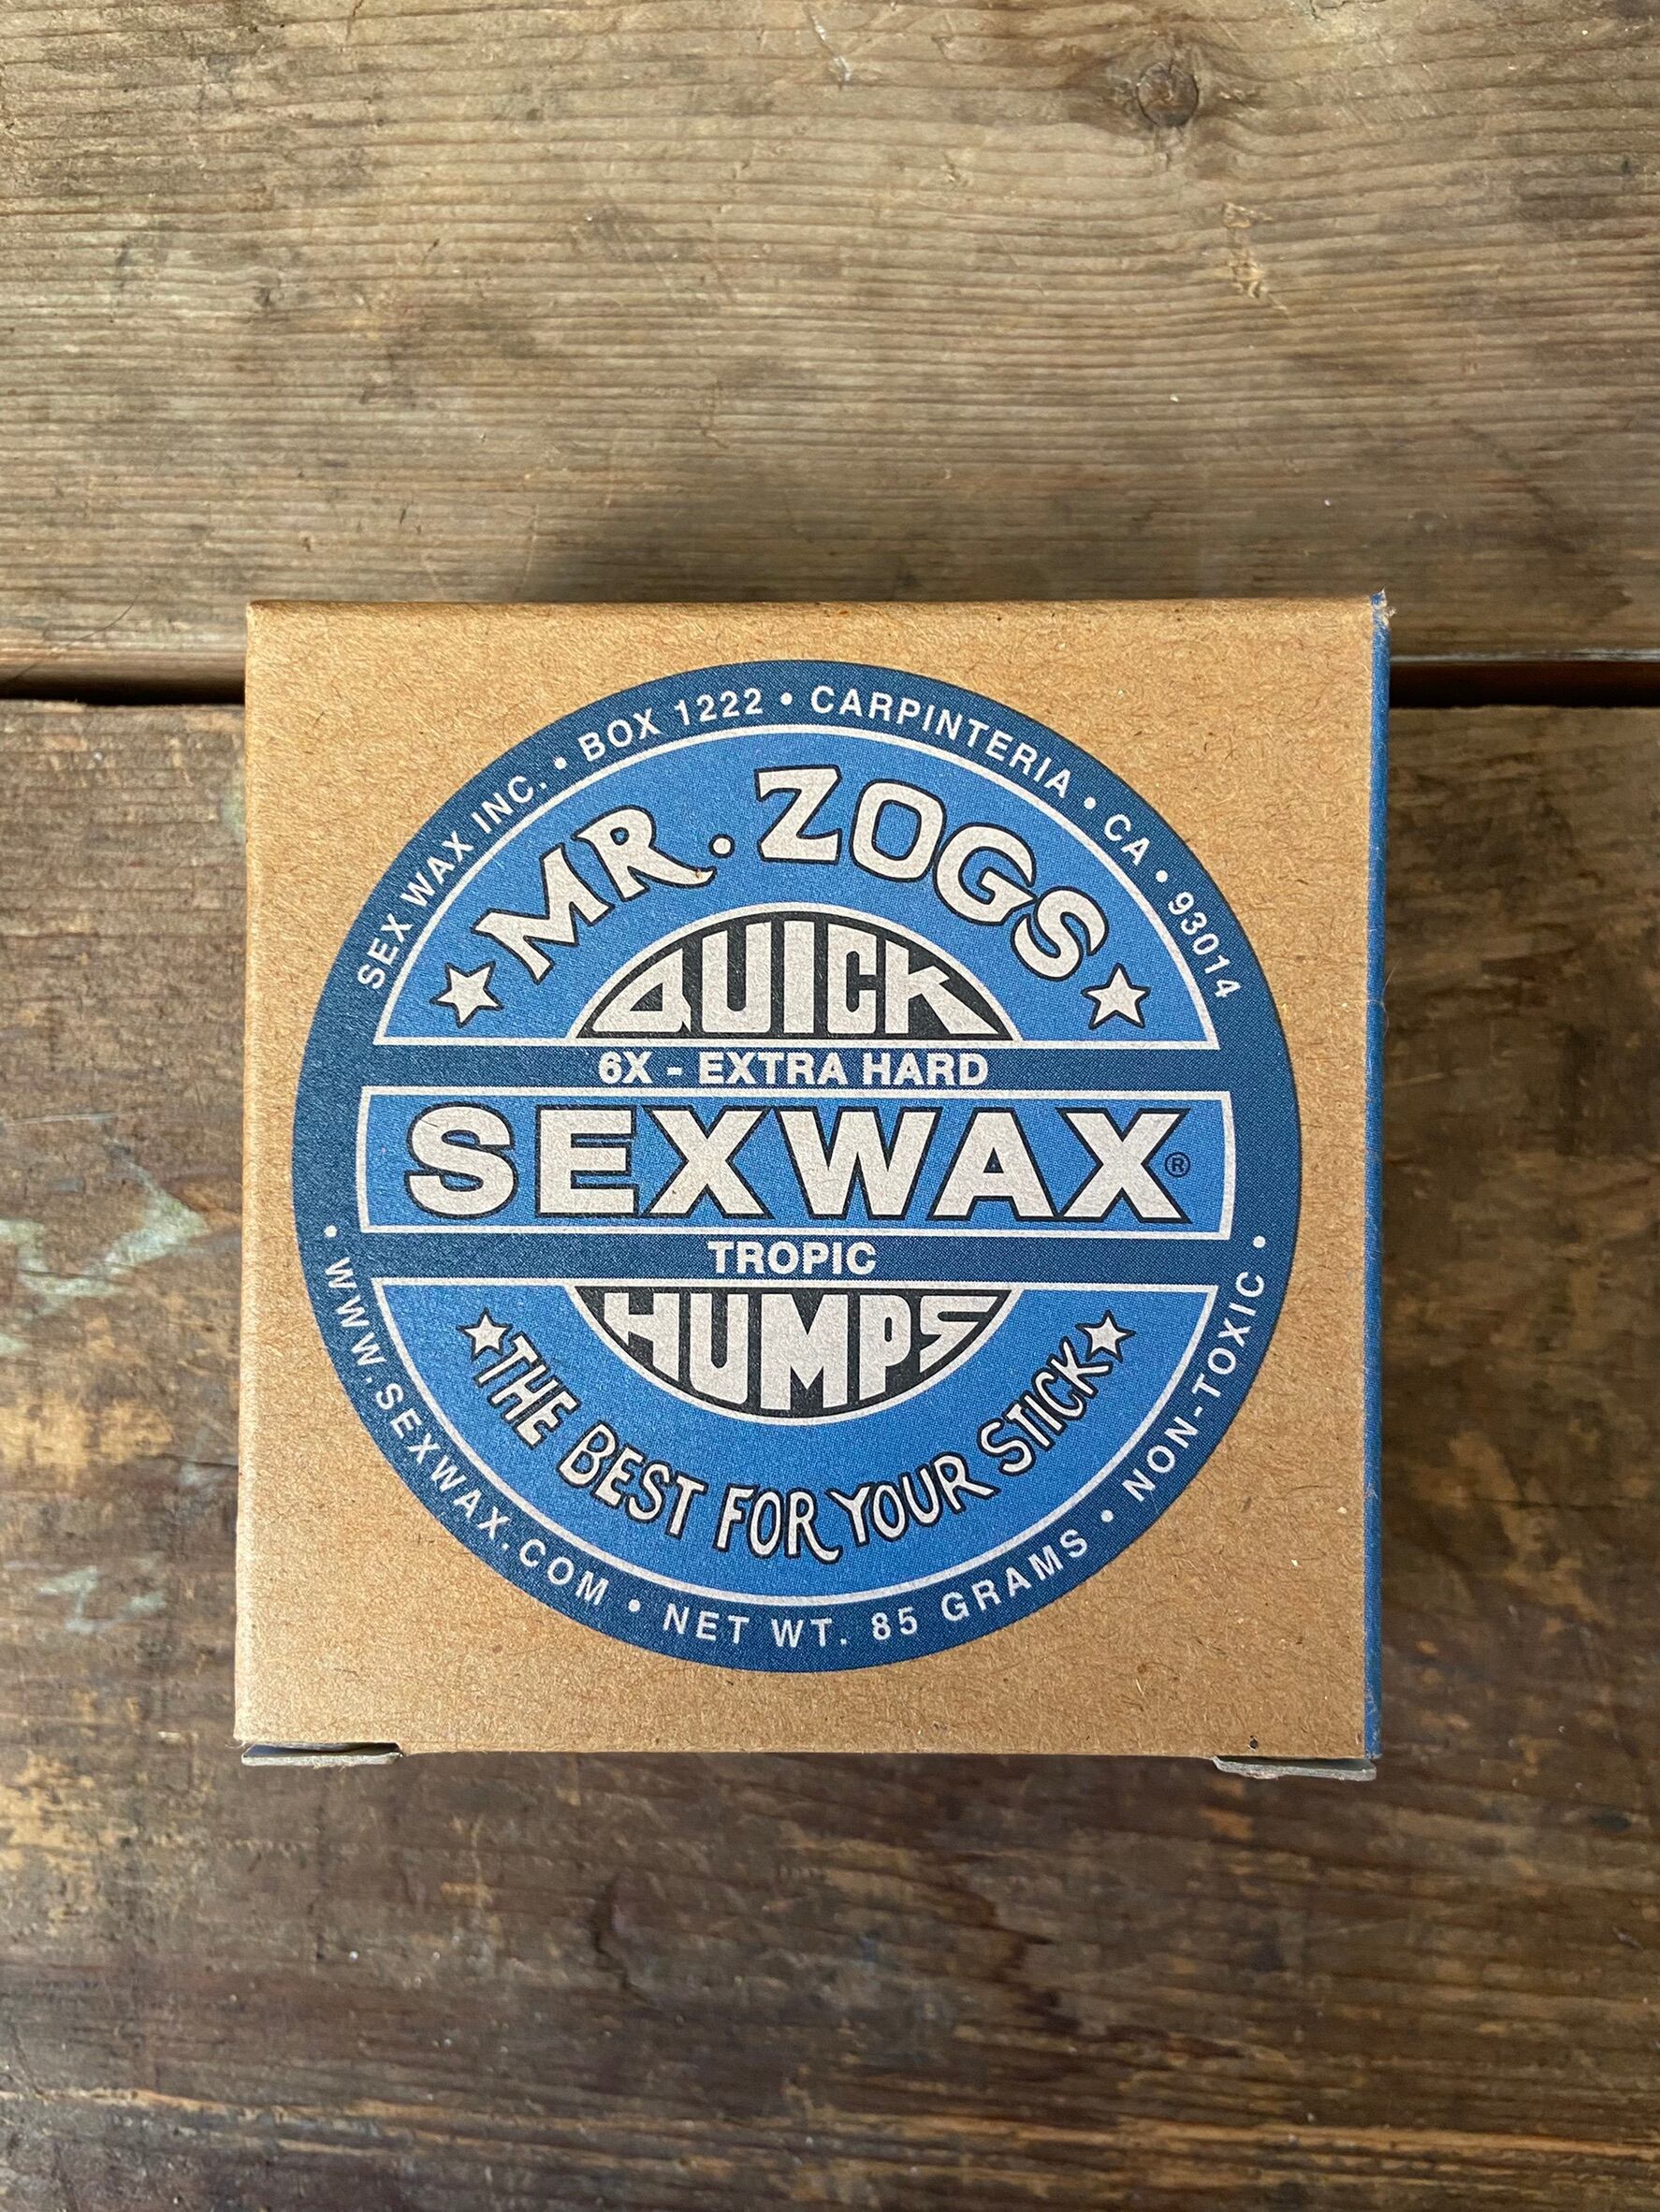 SEX WAX INC. • BOX 1222 • CARPINTERIA • CA • 93014
MR. ZOGS
QUICK
6X - EXTRA HARD
SEXWAX®
TROPIC
HUMPS
THE BEST FOR YOUR STICK
• WWW.SEXWAX.COM • NET WT. 85 GRAMS • NON-TOXIC •